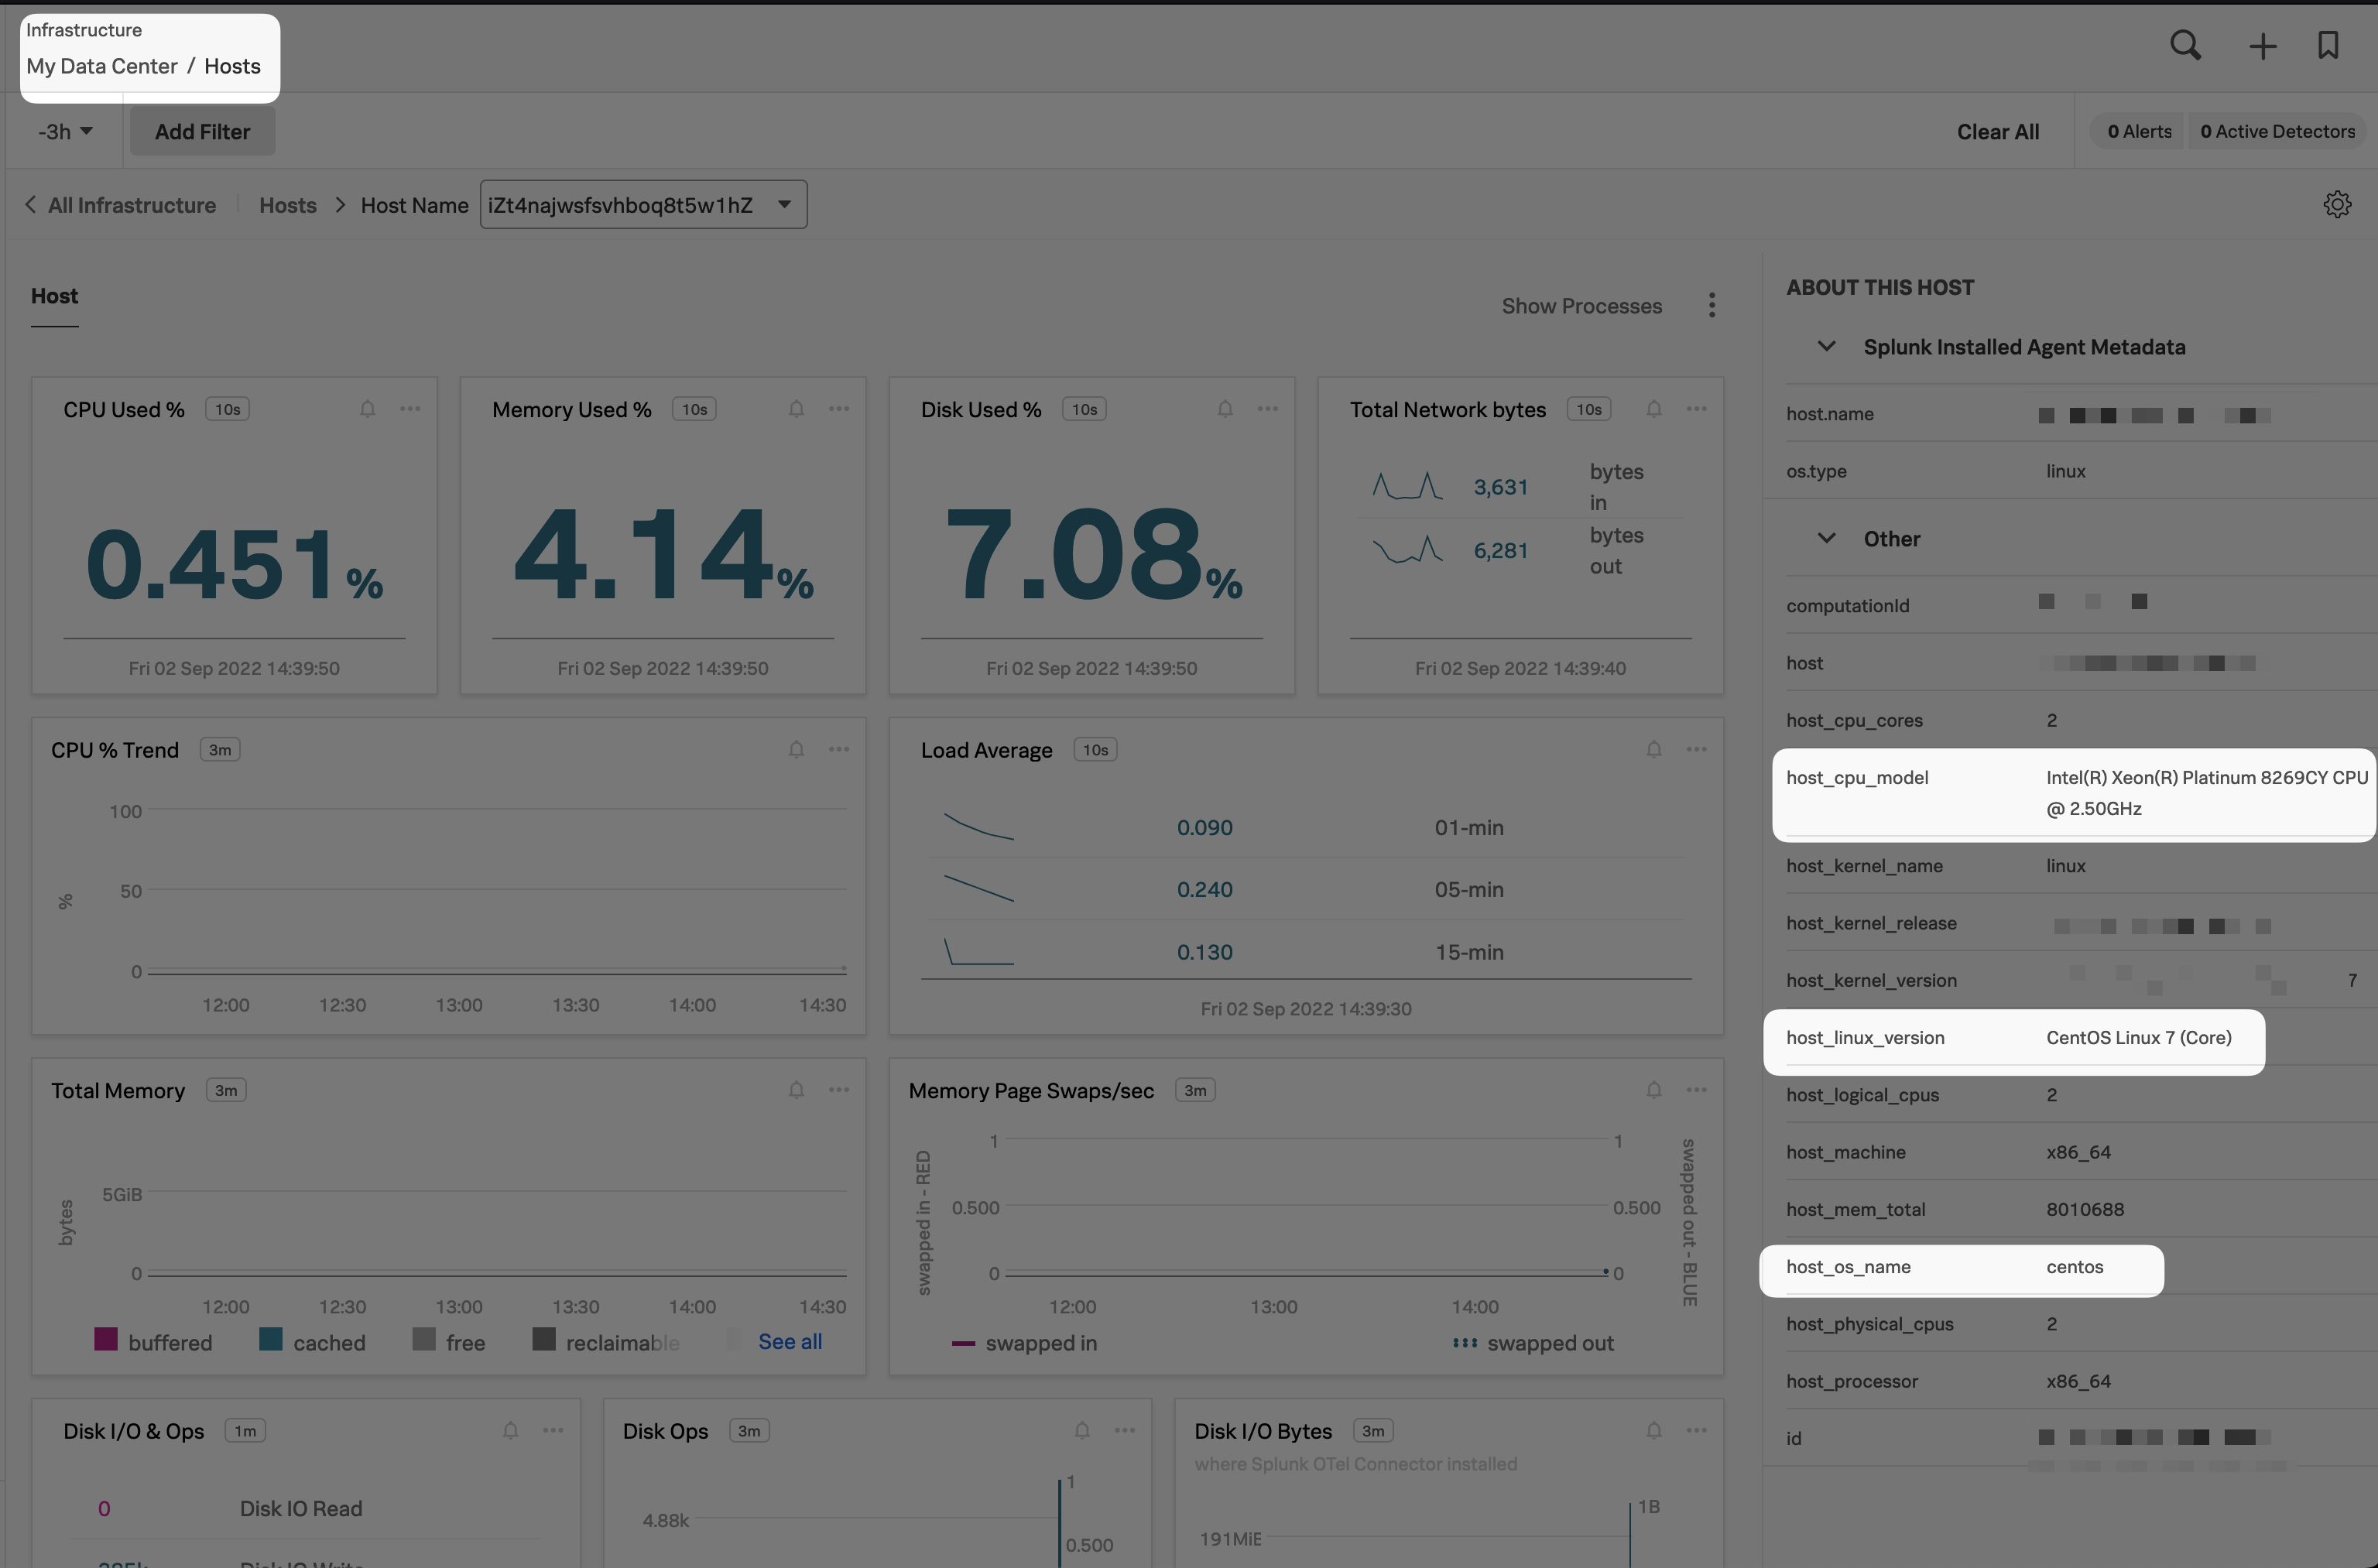 Infrastructure
My Data Center / Hosts
-3h
Add Filter
Clear All
0 Alerts
0 Active Detectors
All Infrastructure
Hosts
Host Name
iZt4najwsfsvhboq8t5w1hZ
Host
Show Processes
CPU Used % 10s
0.451%
Fri 02 Sep 2022 14:39:50
Memory Used % 10s
4.14%
Fri 02 Sep 2022 14:39:50
Disk Used % 10s
7.08%
Fri 02 Sep 2022 14:39:50
Total Network bytes 10s
3,631 bytes
in
6,281 bytes
out
Fri 02 Sep 2022 14:39:40
CPU % Trend 3m
100
50
0
%
12:00 12:30 13:00 13:30 14:00 14:30
Load Average 10s
0.090 01-min
0.240 05-min
0.130 15-min
Fri 02 Sep 2022 14:39:30
Total Memory 3m
5GiB
0
bytes
12:00 12:30 13:00 13:30 14:00 14:30
buffered cached free reclaimable See all
Memory Page Swaps/sec 3m
swapped in - RED
1
0.500
0
1
0.500
0
swapped out - BLUE
12:00 13:00 14:00
swapped in swapped out
Disk I/O & Ops 1m
0 Disk IO Read
Disk Ops 3m
4.88k
1
0.500
Disk I/O Bytes 3m
where Splunk OTel Connector installed
191MiE
1B
ABOUT THIS HOST
Splunk Installed Agent Metadata
host.name
os.type linux
Other
computationId
host
host_cpu_cores 2
host_cpu_model Intel(R) Xeon(R) Platinum 8269CY CPU
@ 2.50GHz
host_kernel_name linux
host_kernel_release
host_kernel_version 7
host_linux_version CentOS Linux 7 (Core)
host_logical_cpus 2
host_machine x86_64
host_mem_total 8010688
host_os_name centos
host_physical_cpus 2
host_processor x86_64
id